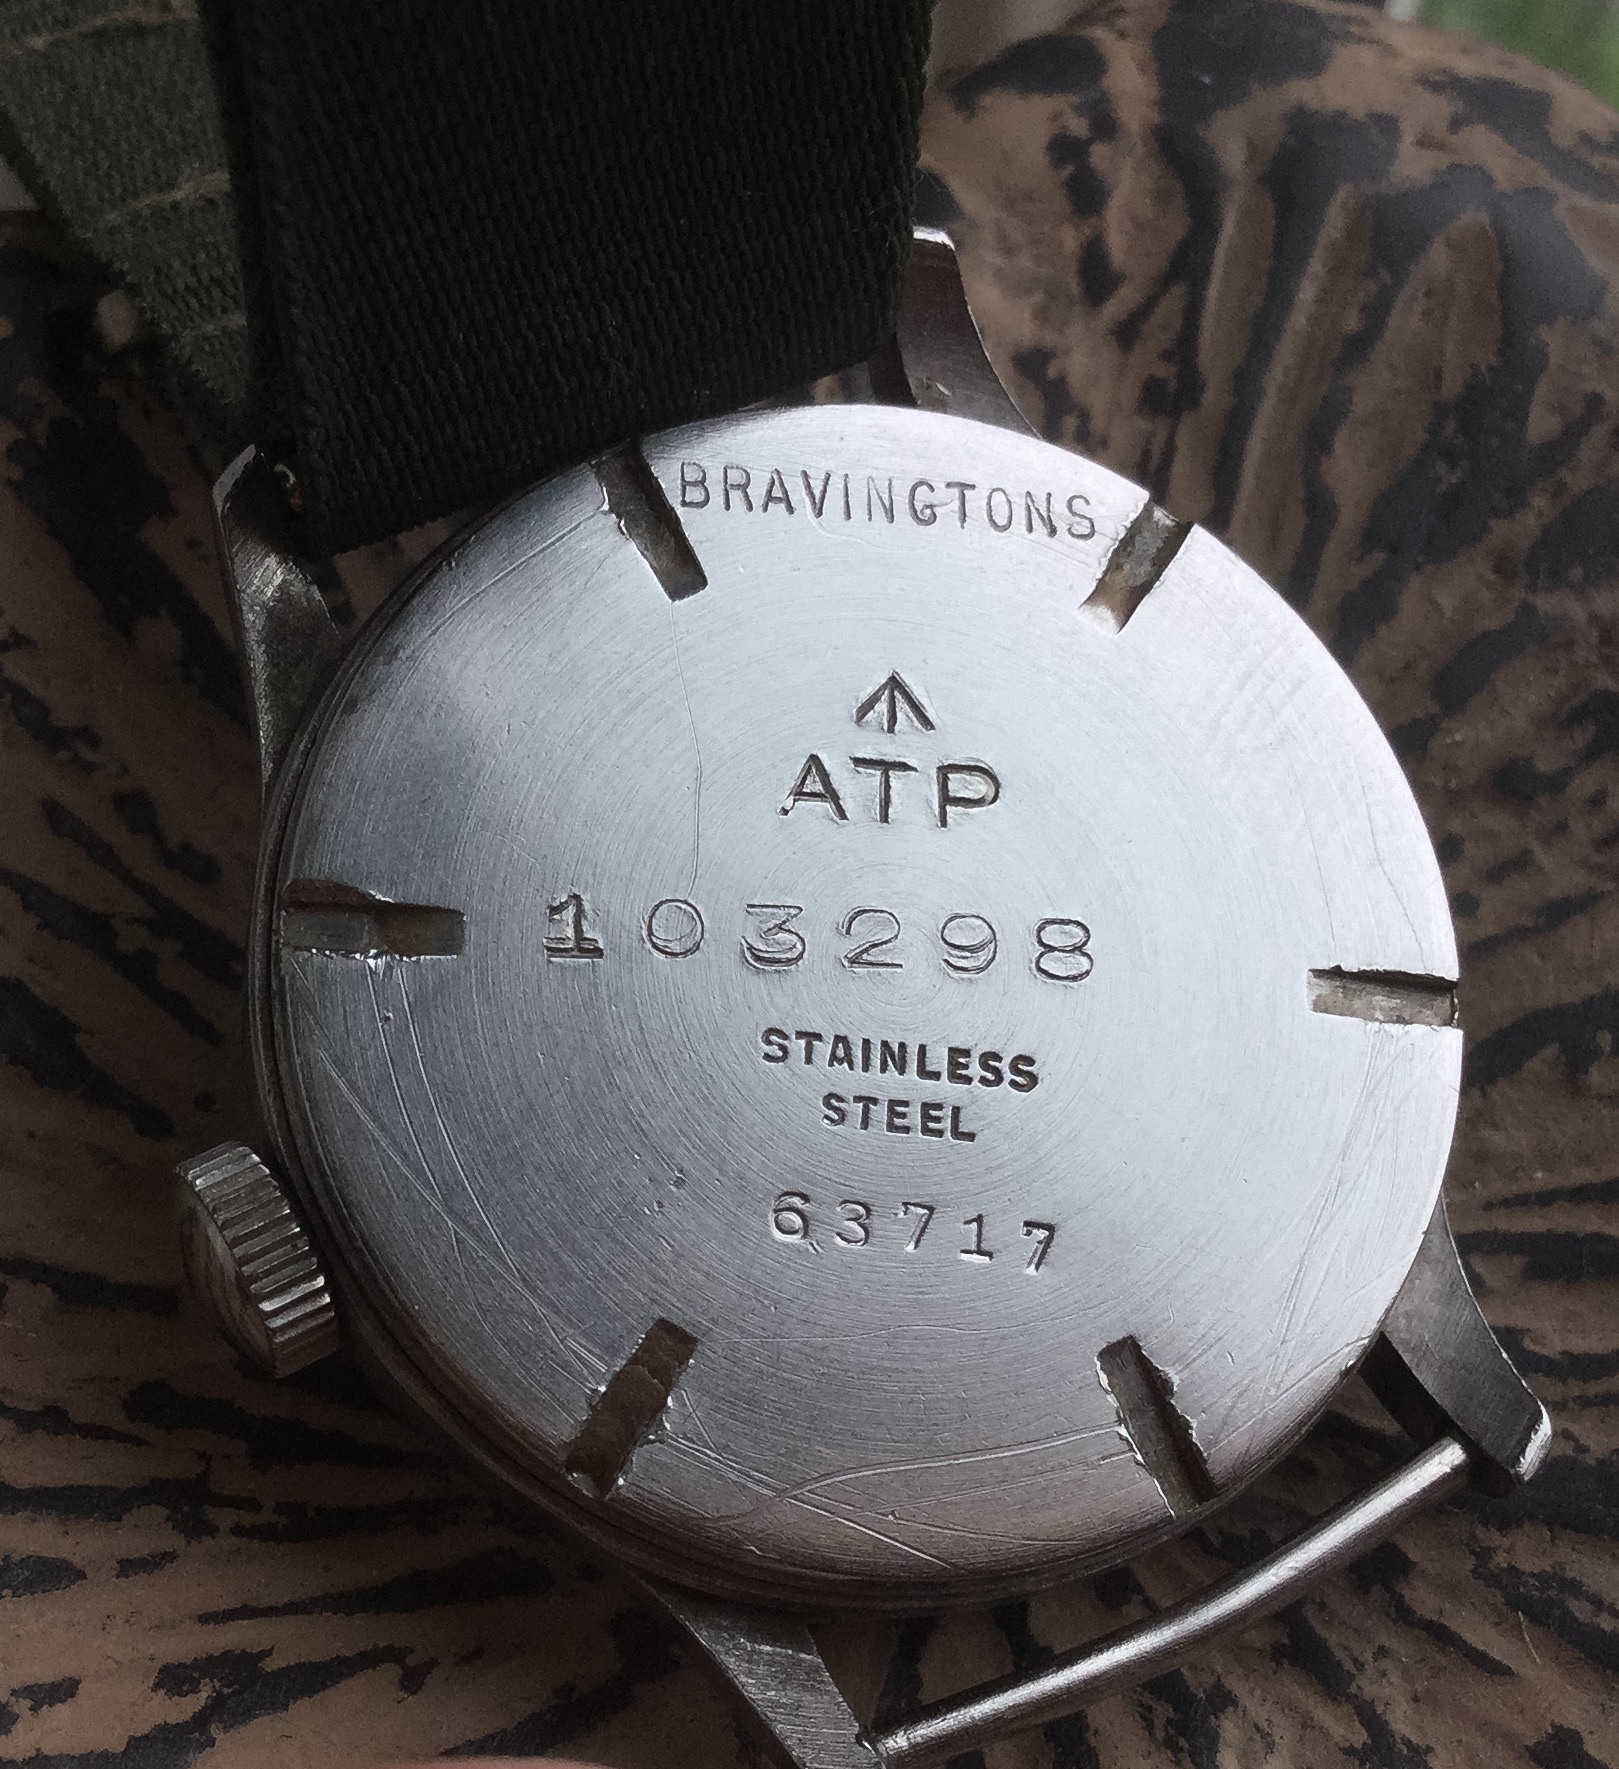 BRAVINGTONS
ATP
103298
STAINLESS
STEEL
63717